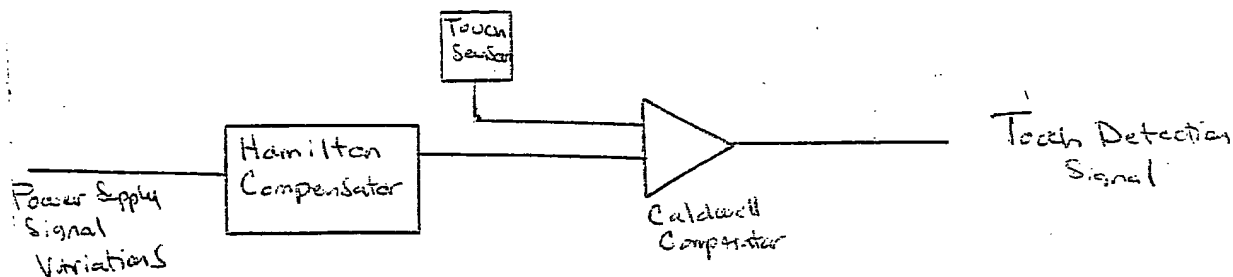 Touch
Sensor
Hamilton
Compensator
Power Supply
Signal
Variations
Caldwell
Comparator
Touch Detection
Signal